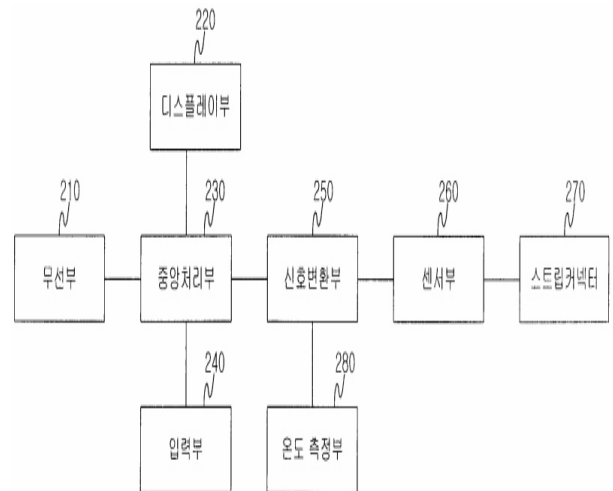 220
디스플레이부
210
230
250
260
270
무선부
중앙처리부
신호변환부
센서부
스트립커넥터
240
280
입력부
온도 측정부